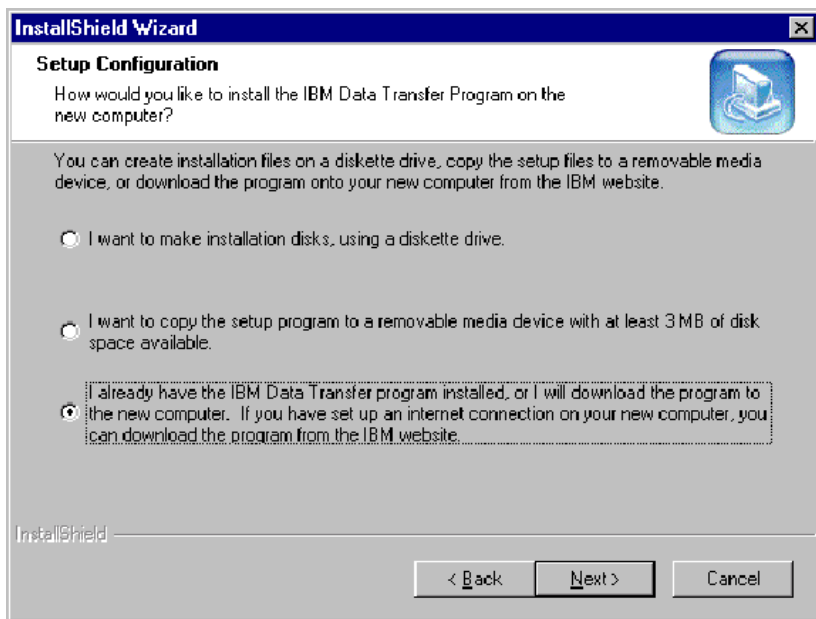 InstallShield Wizard
Setup Configuration
How would you like to install the IBM Data Transfer Program on the
new computer?
You can create installation files on a diskette drive, copy the setup files to a removable media
device, or download the program onto your new computer from the IBM website.
I want to make installation disks, using a diskette drive.
I want to copy the setup program to a removable media device with at least 3 MB of disk
space available.
I already have the IBM Data Transfer program installed, or I will download the program to
the new computer.  If you have set up an internet connection on your new computer, you
can download the program from the IBM website.
InstallShield
< Back
Next >
Cancel